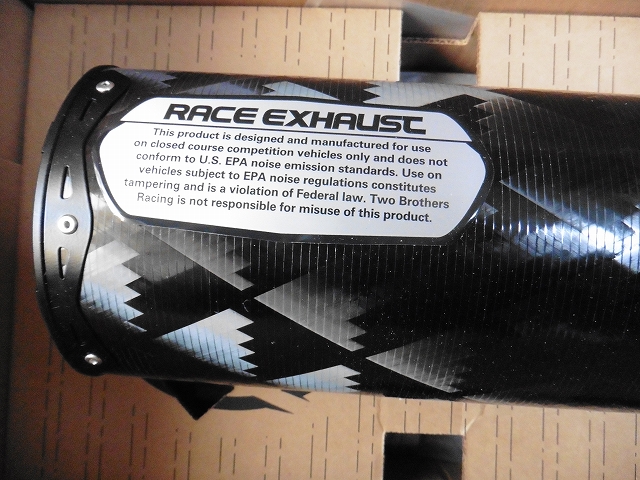 RACE EXHAUST
This product is designed and manufactured for use
on closed course competition vehicles only and does not
conform to U.S. EPA noise emission standards. Use on
vehicles subject to EPA noise regulations constitutes
tampering and is a violation of Federal law. Two Brothers
Racing is not responsible for misuse of this product.